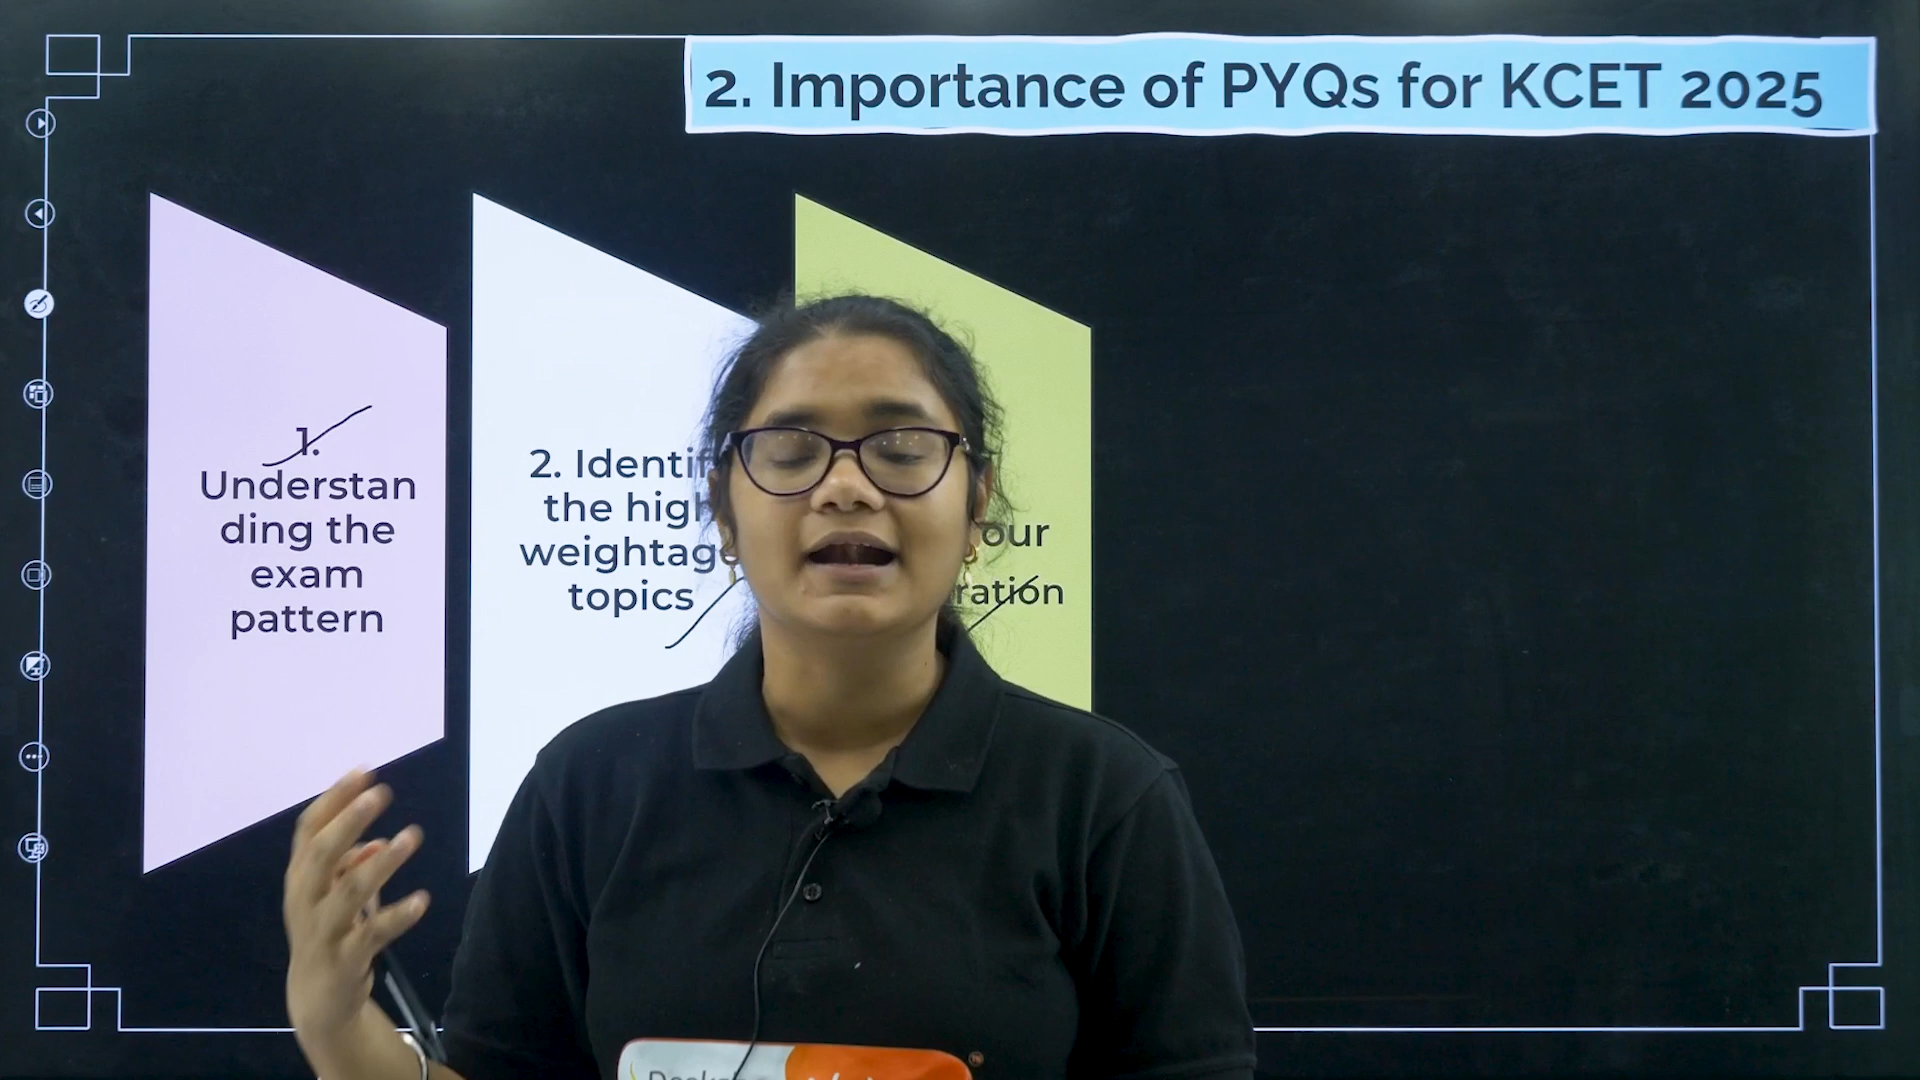 2. Importance of PYQs for KCET 2025
1.
Understan
ding the
exam
pattern
2. Identif
the high
weightage
topics
our
ration